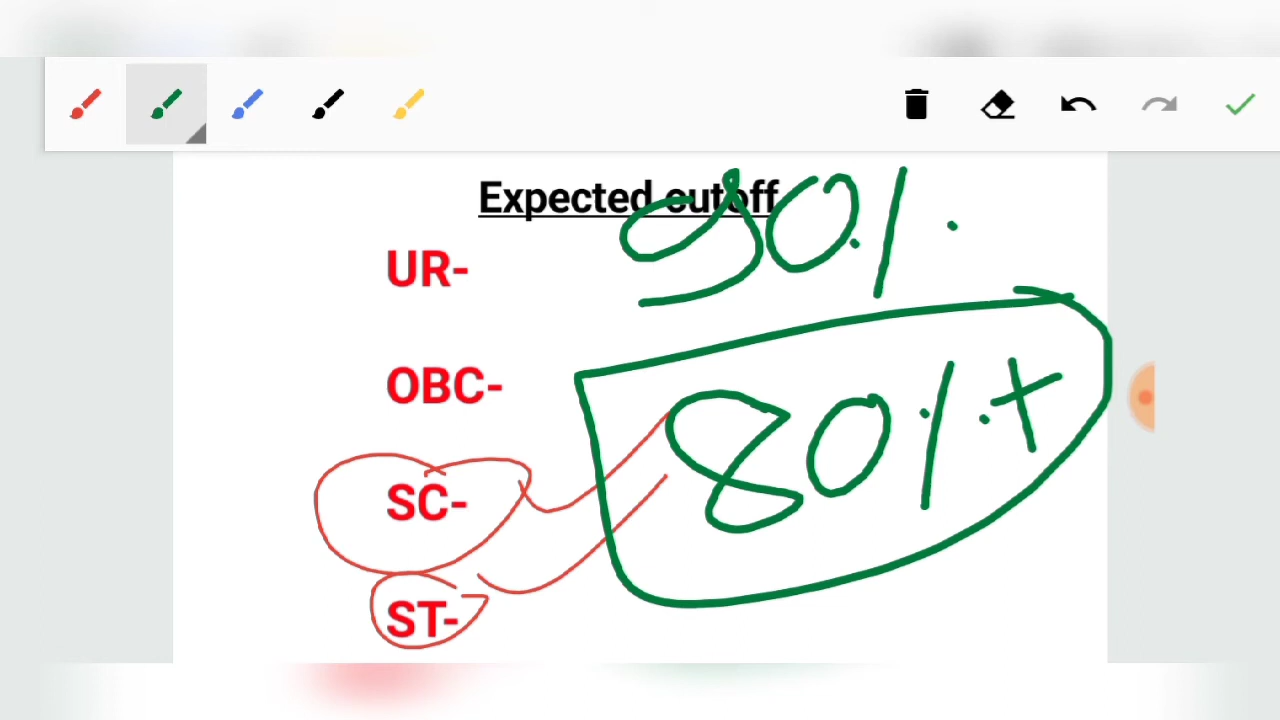 Expected cutoff
90%.
UR-
OBC-
80%.+
SC-
ST-